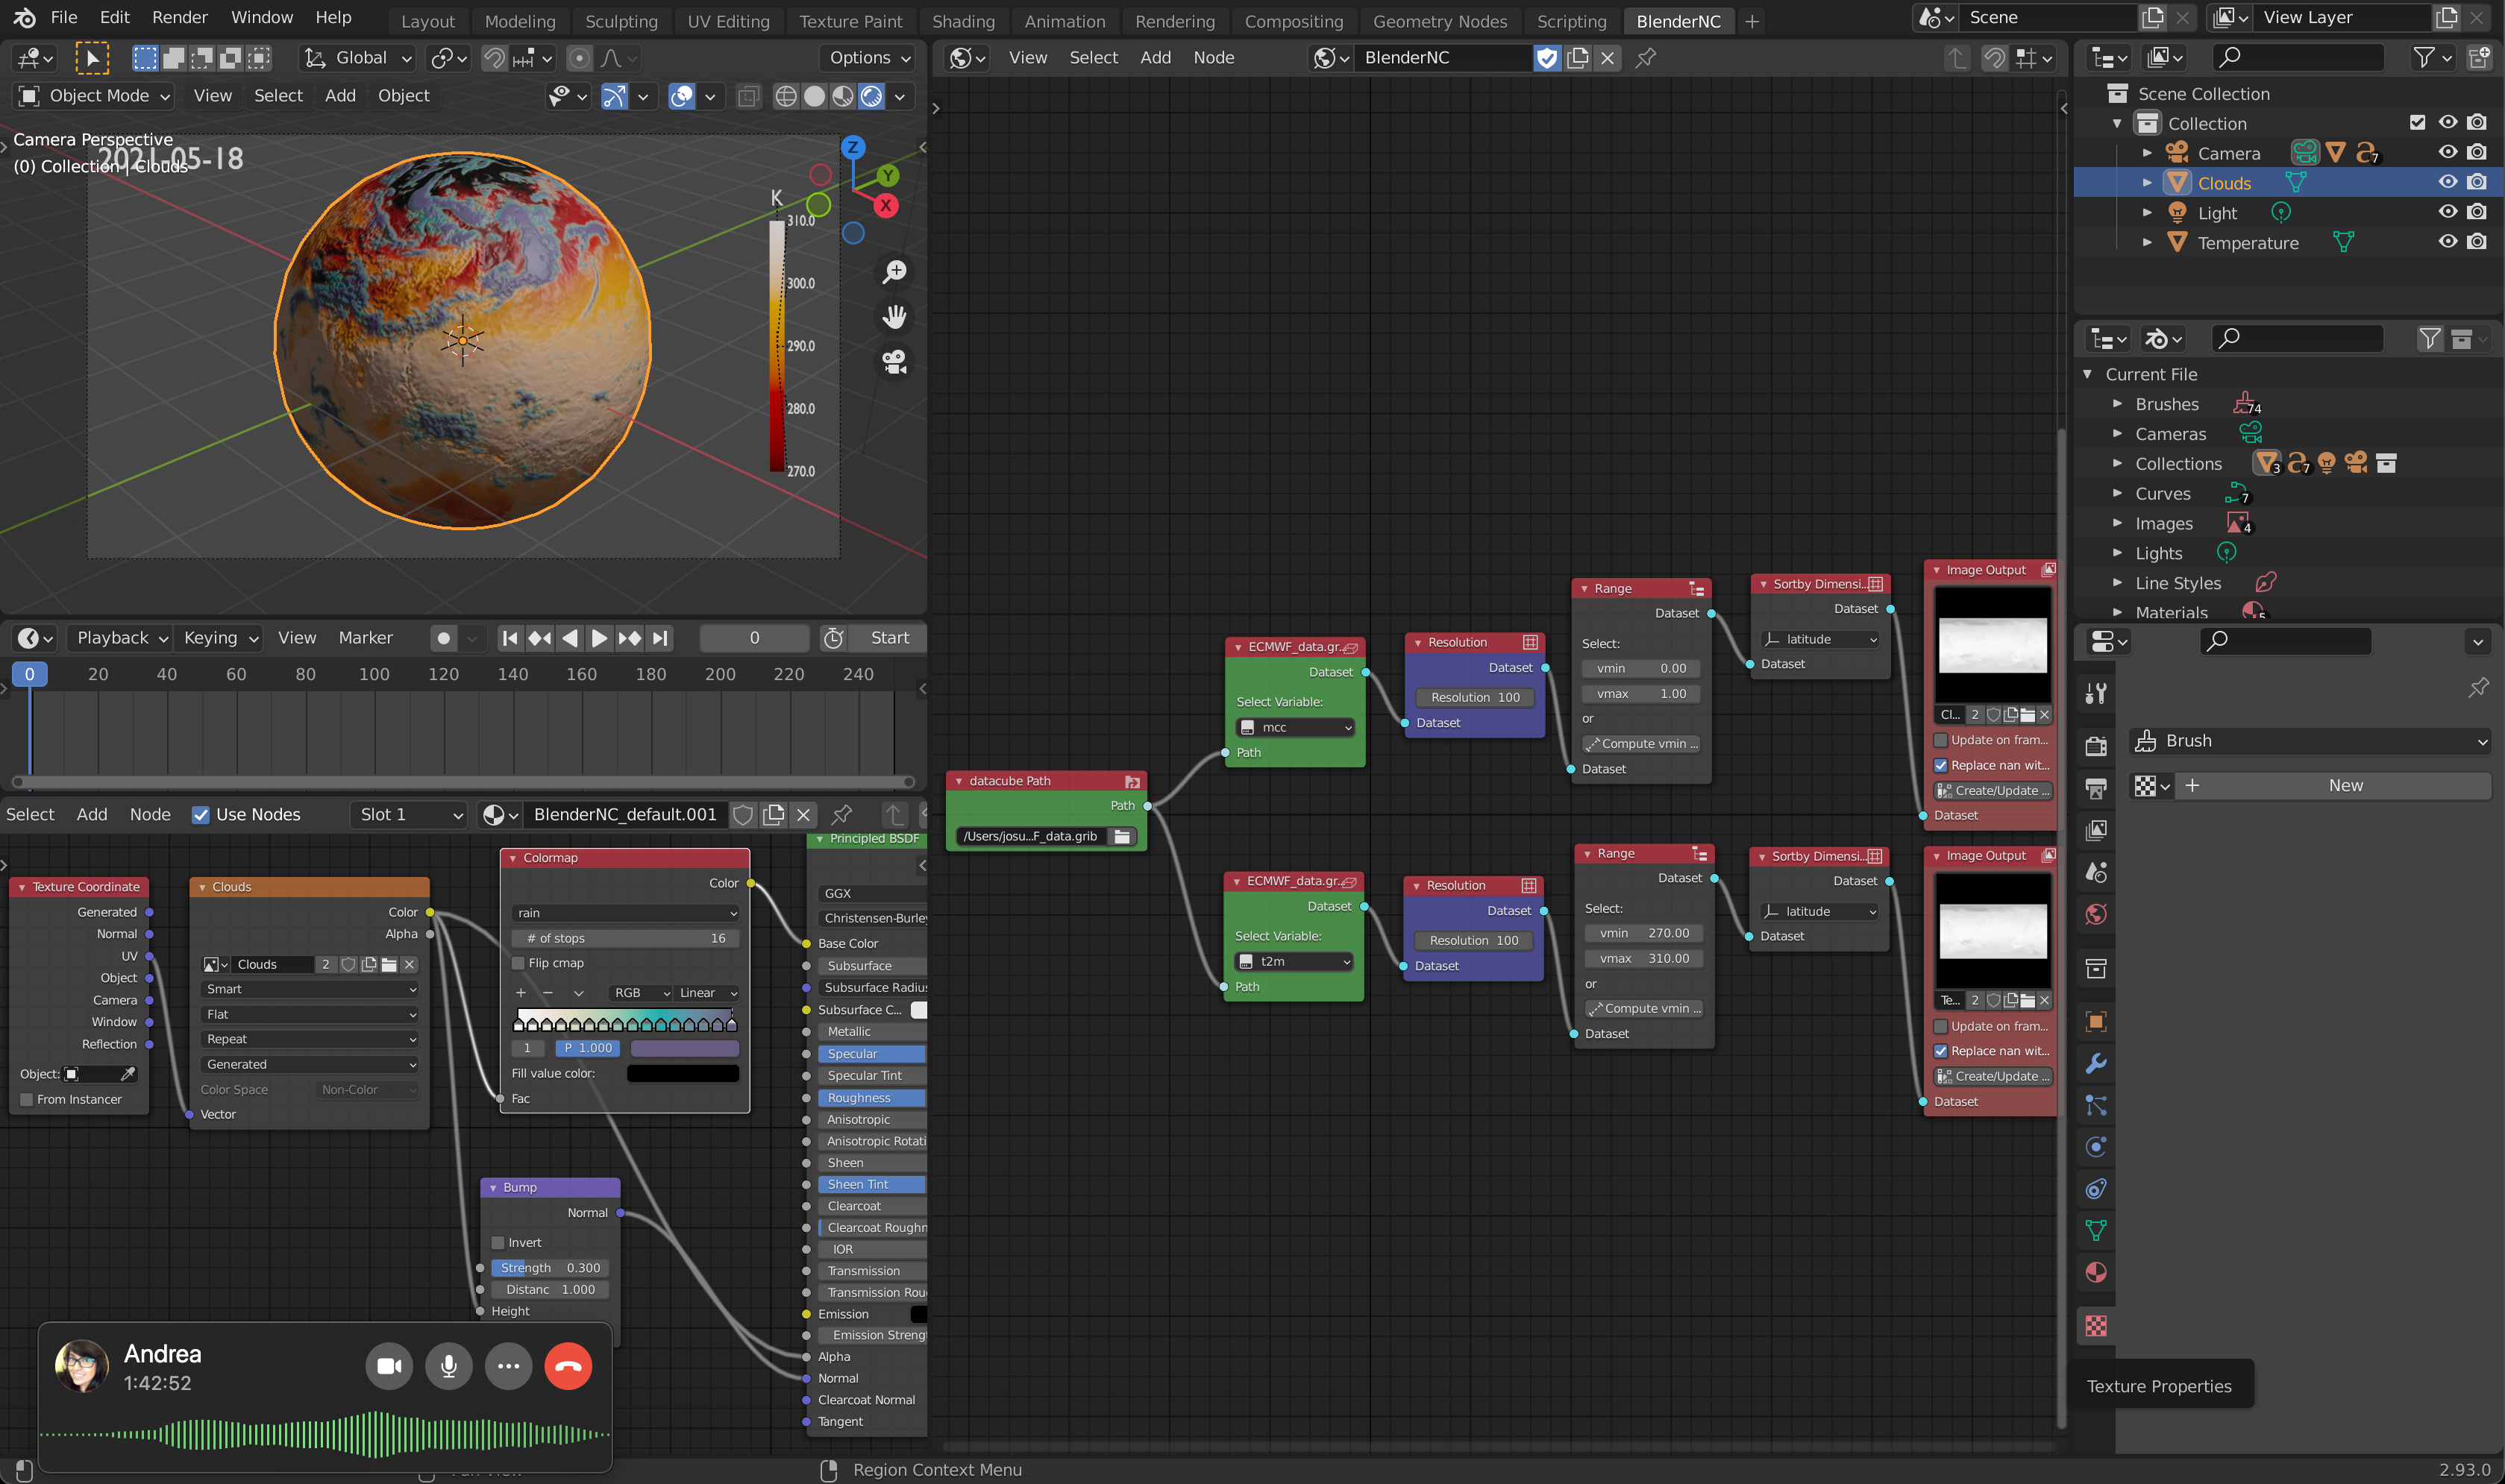 File Edit Render Window Help
Layout Modeling Sculpting UV Editing Texture Paint Shading Animation Rendering Compositing Geometry Nodes Scripting BlenderNC
Scene
View Layer
Global
Options
Object Mode View Select Add Object
Camera Perspective
(0) Collection | Clouds
2021-05-18
Z
Y
X
K
310.0
300.0
290.0
280.0
270.0
Playback Keying View Marker
0
Start
0 20 40 60 80 100 120 140 160 180 200 220 240
Select Add Node Use Nodes Slot 1 BlenderNC_default.001
Texture Coordinate
Generated
Normal
UV
Object
Camera
Window
Reflection
Object:
From Instancer
Clouds
Color
Alpha
Clouds 2
Smart
Flat
Repeat
Generated
Color Space Non-Color
Vector
Colormap
Color
rain
# of stops 16
Flip cmap
RGB Linear
1 P 1.000
Fill value color:
Fac
Bump
Normal
Invert
Strength 0.300
Distanc 1.000
Height
Principled BSDF
GGX
Christensen-Burley
Base Color
Subsurface
Subsurface Radius
Subsurface C...
Metallic
Specular
Specular Tint
Roughness
Anisotropic
Anisotropic Rotati
Sheen
Sheen Tint
Clearcoat
Clearcoat Roughn
IOR
Transmission
Transmission Rou
Emission
Emission Streng
Alpha
Normal
Clearcoat Normal
Tangent
Andrea
1:42:52
View Select Add Node
BlenderNC
datacube Path
Path
/Users/josu...F_data.grib
ECMWF_data.gr...
Dataset
Select Variable:
mcc
Path
Resolution
Dataset
Resolution 100
Dataset
Range
Dataset
Select:
vmin 0.00
vmax 1.00
or
Compute vmin ...
Dataset
Sortby Dimensi...
Dataset
latitude
Dataset
Image Output
Cl... 2
Update on fram...
Replace nan wit...
Create/Update ...
Dataset
ECMWF_data.gr...
Dataset
Select Variable:
t2m
Path
Resolution
Dataset
Resolution 100
Dataset
Range
Dataset
Select:
vmin 270.00
vmax 310.00
or
Compute vmin ...
Dataset
Sortby Dimensi...
Dataset
latitude
Dataset
Image Output
Te... 2
Update on fram...
Replace nan wit...
Create/Update ...
Dataset
Scene Collection
Collection
Camera 7
Clouds
Light
Temperature
Current File
Brushes 74
Cameras
Collections 3 7
Curves 7
Images 4
Lights
Line Styles
Materials 5
Brush
New
Texture Properties
Region Context Menu
2.93.0